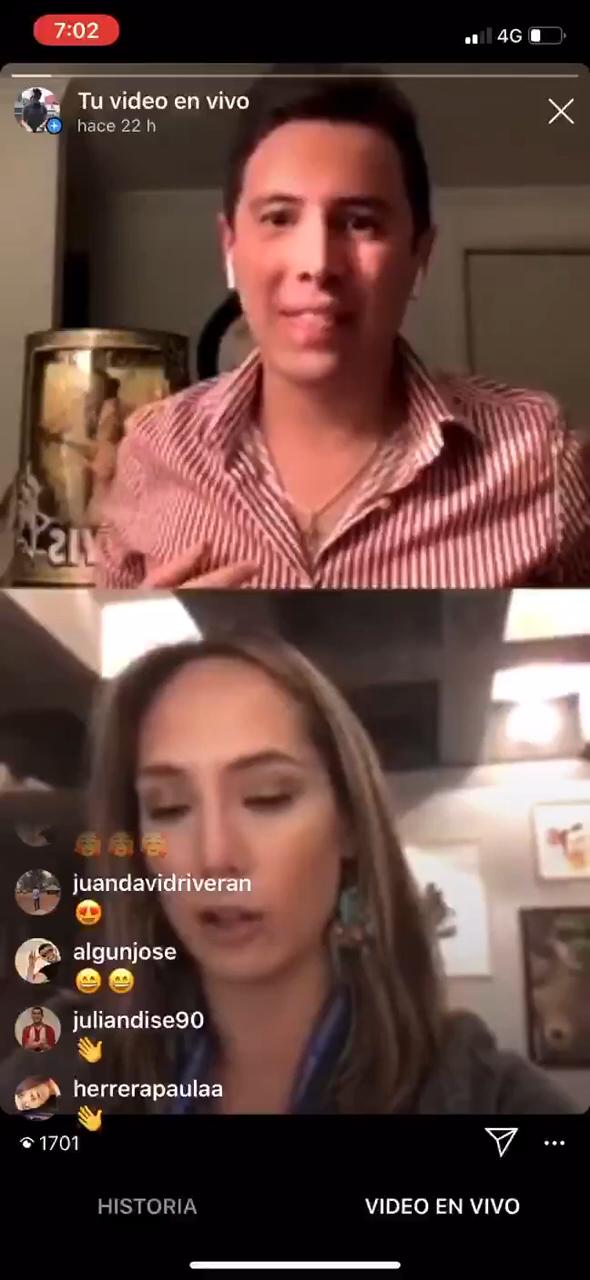 7:02
4G
Tu video en vivo
hace 22 h
🥰🥰🥰
juandavidriveran
😍
algunjose
😁😁
juliandise90
👋
herrerapaulaa
👋
1701
HISTORIA
VIDEO EN VIVO